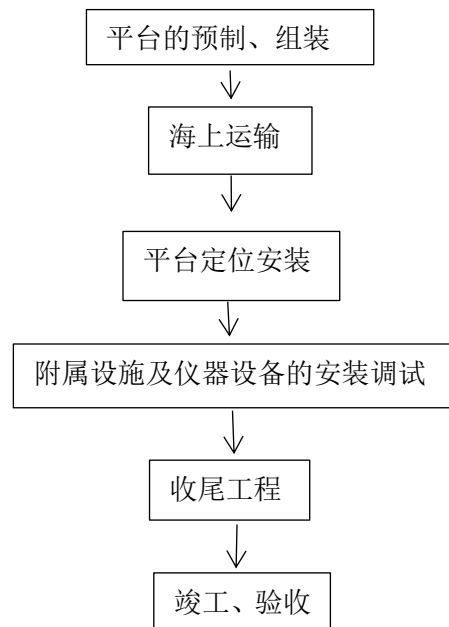 平台的预制、组装
海上运输
平台定位安装
附属设施及仪器设备的安装调试
收尾工程
竣工、验收